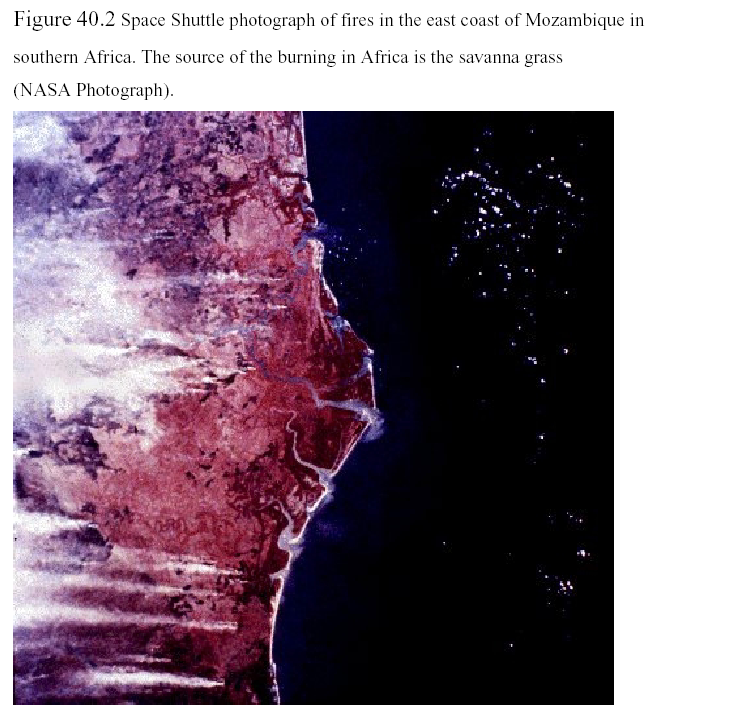 Figure 40.2 Space Shuttle photograph of fires in the east coast of Mozambique in
southern Africa. The source of the burning in Africa is the savanna grass
(NASA Photograph).